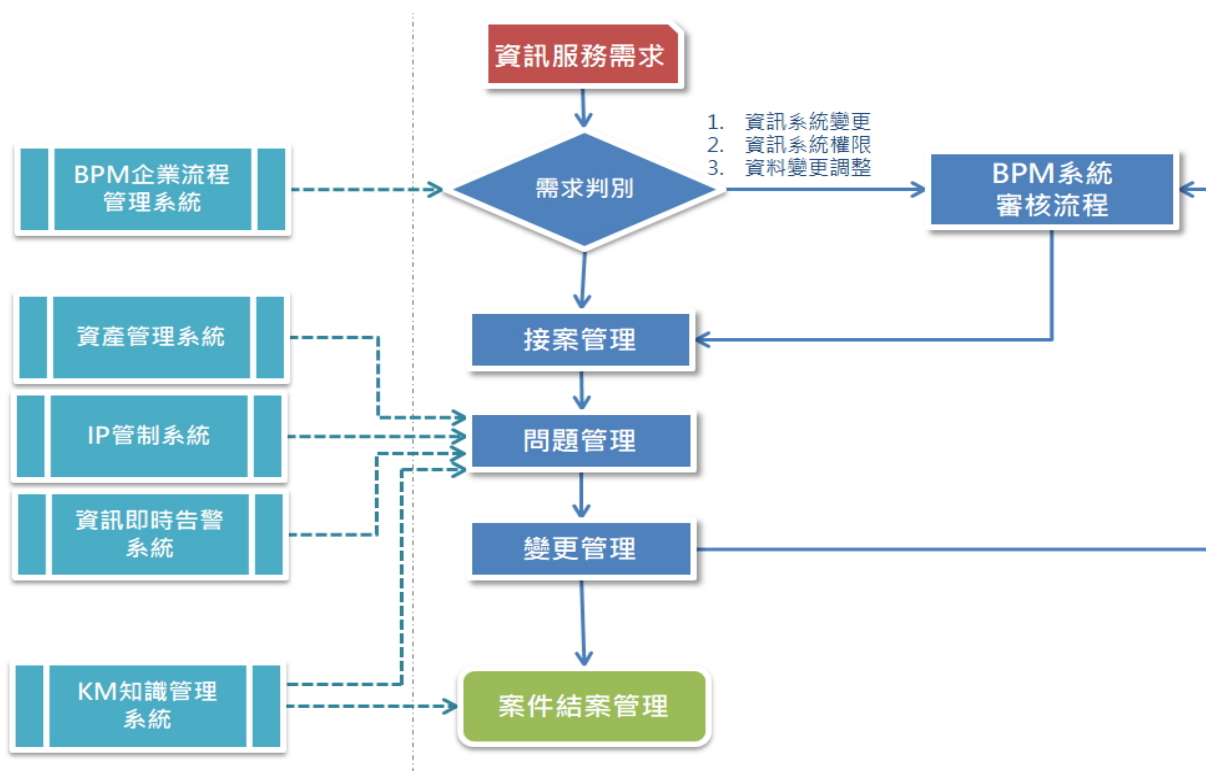 資訊服務需求
1. 資訊系統變更
2. 資訊系統權限
3. 資料變更調整
BPM企業流程
管理系統
需求判別
BPM系統
審核流程
資產管理系統
接案管理
IP管制系統
問題管理
資訊即時告警
系統
變更管理
KM知識管理
系統
案件結案管理